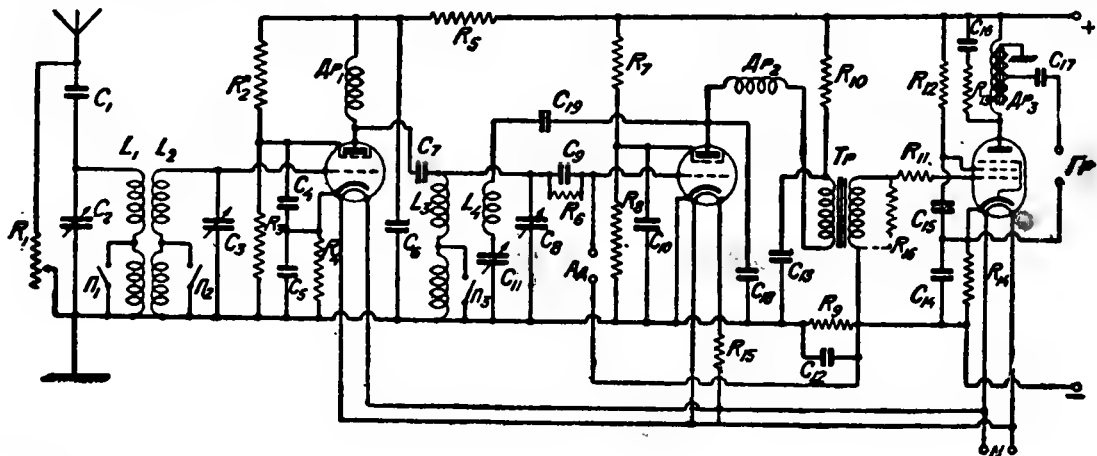 C₁
L₁ L₂
C₂
R₁
П₁
П₂
C₃
R₂
R₃
C₄
C₅
R₄
Др₁
R₅
C₆
C₇
L₃
L₄
П₃
C₁₁
C₁₉
C₉
R₆
C₈
АД
R₇
R₈
C₁₀
Др₂
C₁₈
R₁₅
R₁₀
C₁₃
Тр
R₉
C₁₂
R₁₁
R₁₆
R₁₂
C₁₆
R₁₃
Др₃
C₁₇
+
Гр
C₁₅
C₁₄
R₁₄
−
Н